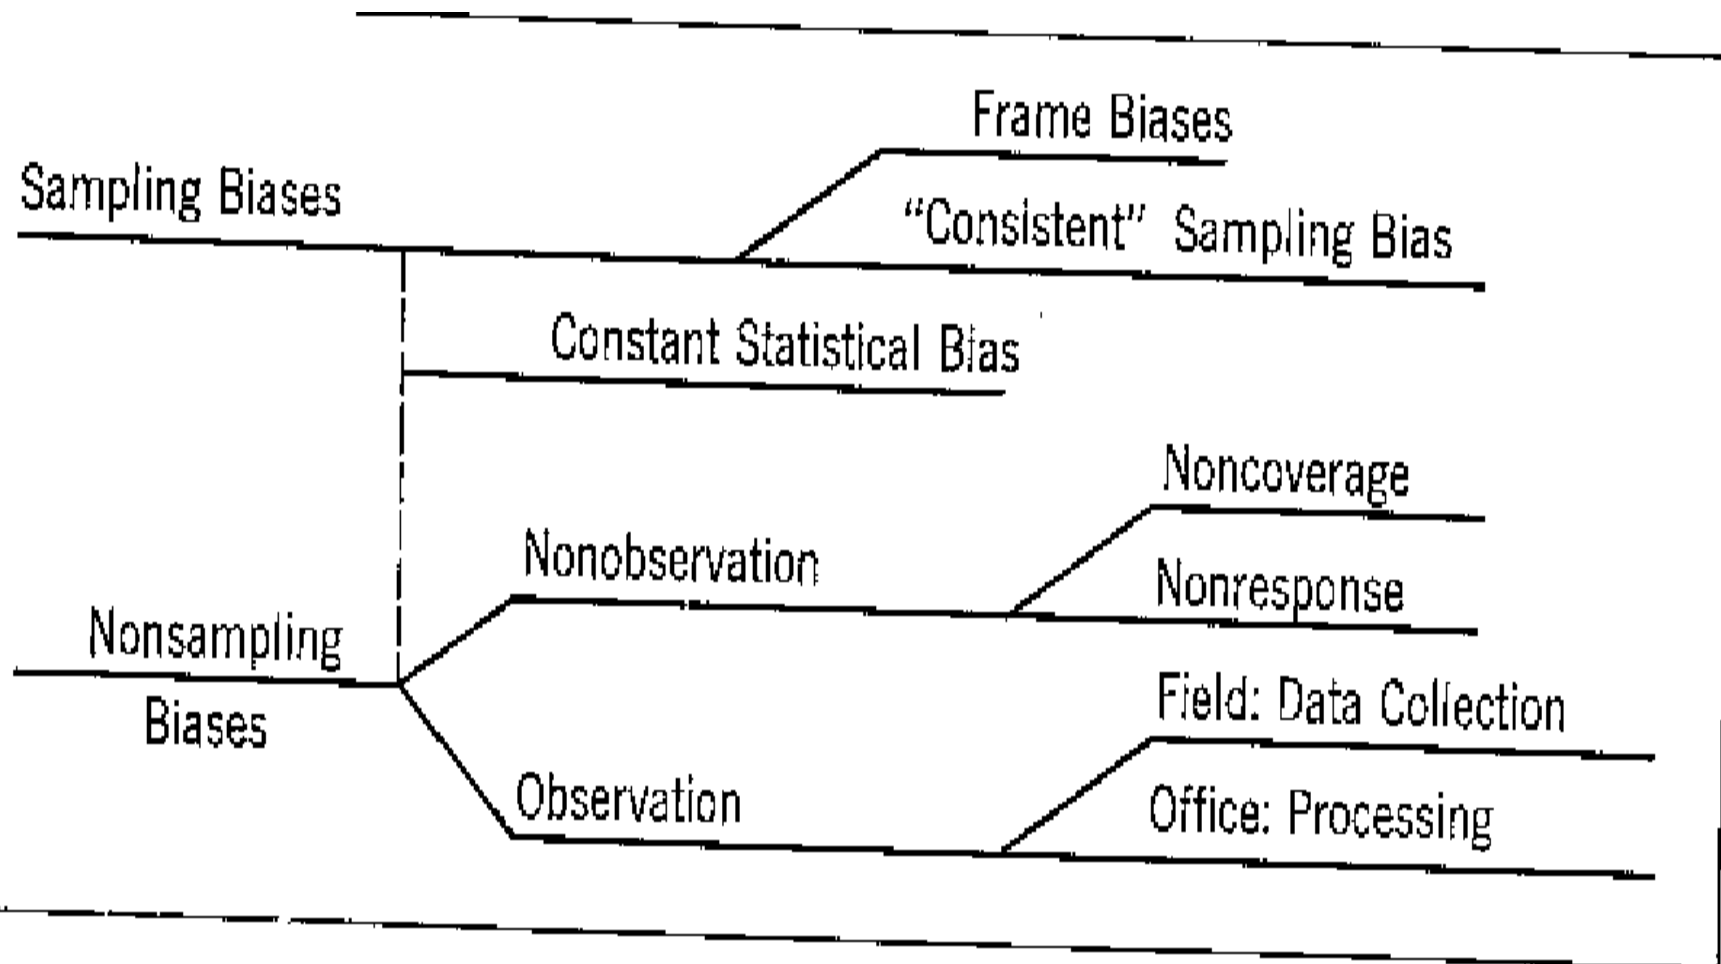 Frame Biases
Sampling Biases
"Consistent" Sampling Bias
Constant Statistical Bias
Noncoverage
Nonobservation
Nonresponse
Nonsampling
Biases
Field: Data Collection
Observation
Office: Processing